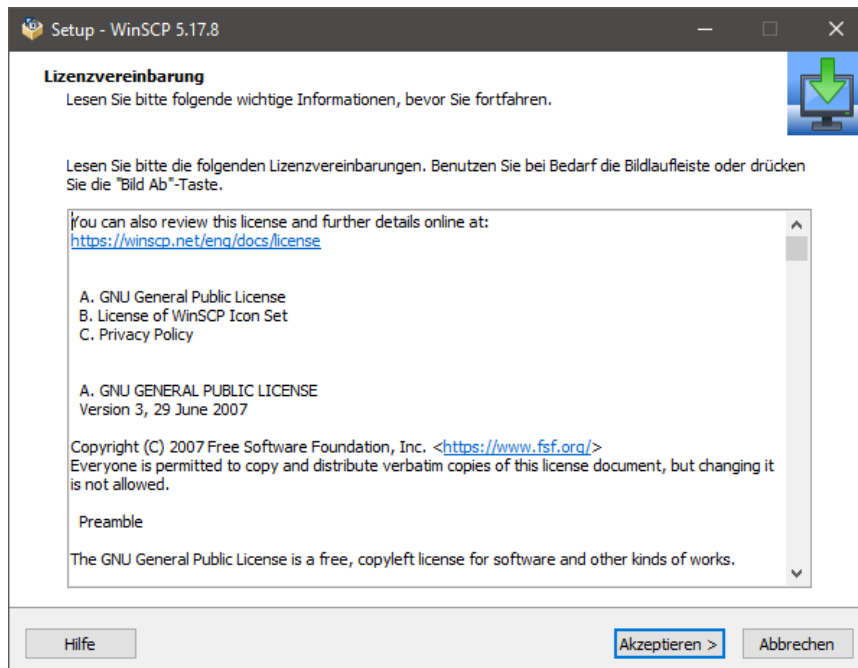 Setup - WinSCP 5.17.8
Lizenzvereinbarung
Lesen Sie bitte folgende wichtige Informationen, bevor Sie fortfahren.
Lesen Sie bitte die folgenden Lizenzvereinbarungen. Benutzen Sie bei Bedarf die Bildlaufleiste oder drücken
Sie die "Bild Ab"-Taste.
You can also review this license and further details online at:
https://winscp.net/eng/docs/license
A. GNU General Public License
B. License of WinSCP Icon Set
C. Privacy Policy
A. GNU GENERAL PUBLIC LICENSE
Version 3, 29 June 2007
Copyright (C) 2007 Free Software Foundation, Inc. <https://www.fsf.org/>
Everyone is permitted to copy and distribute verbatim copies of this license document, but changing it
is not allowed.
Preamble
The GNU General Public License is a free, copyleft license for software and other kinds of works.
Hilfe
Akzeptieren >
Abbrechen